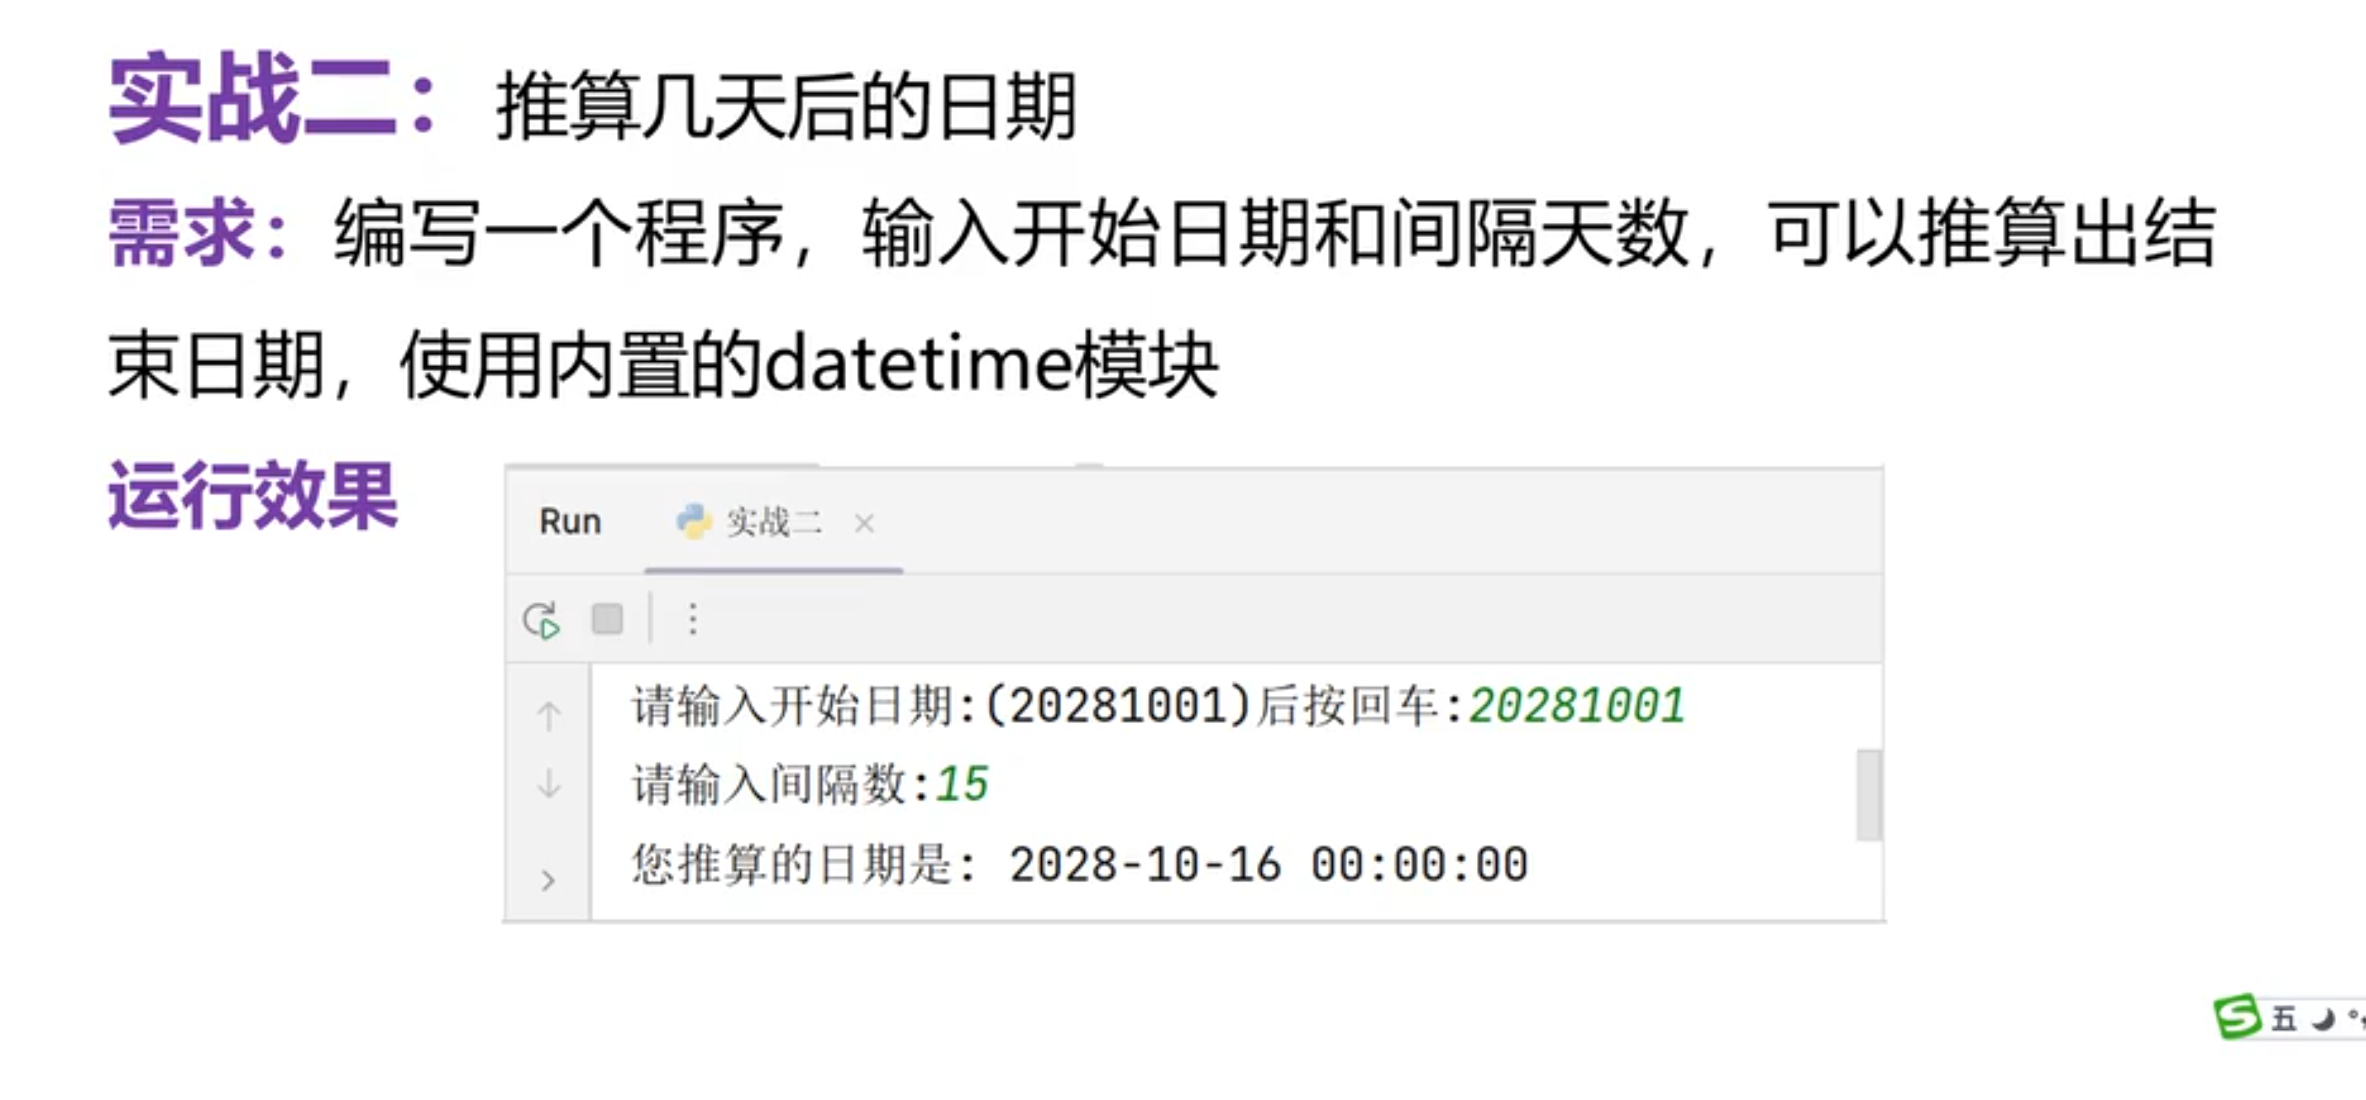 实战二：推算几天后的日期
需求：编写一个程序，输入开始日期和间隔天数，可以推算出结
束日期，使用内置的datetime模块
运行效果
Run 实战二
请输入开始日期:(20281001)后按回车:20281001
请输入间隔数:15
您推算的日期是: 2028-10-16 00:00:00
五